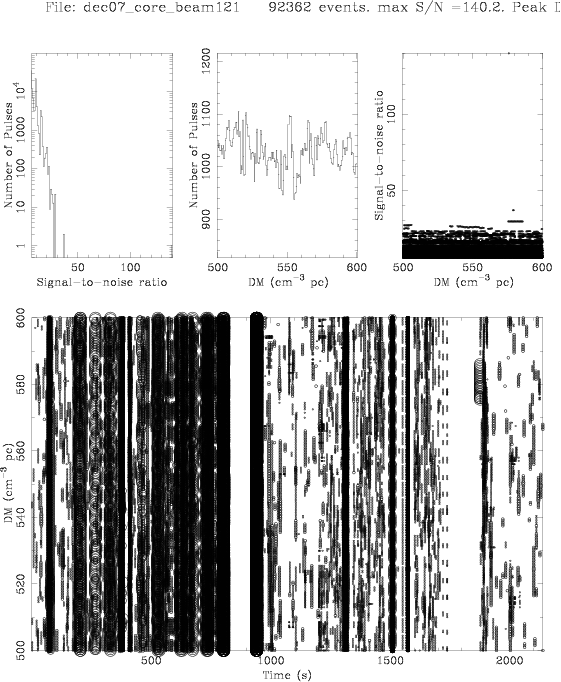 File: dec07_core_beam121 92362 events. max S/N =140.2. Peak D
Number of Pulses
1 10 100 1000 10^4
50 100
Signal-to-noise ratio
Number of Pulses
900 1000 1100 1200
500 550 600
DM (cm^-3 pc)
Signal-to-noise ratio
50 100
500 550 600
DM (cm^-3 pc)
DM (cm^-3 pc)
500 520 540 560 580 600
500 1000 1500 2000
Time (s)